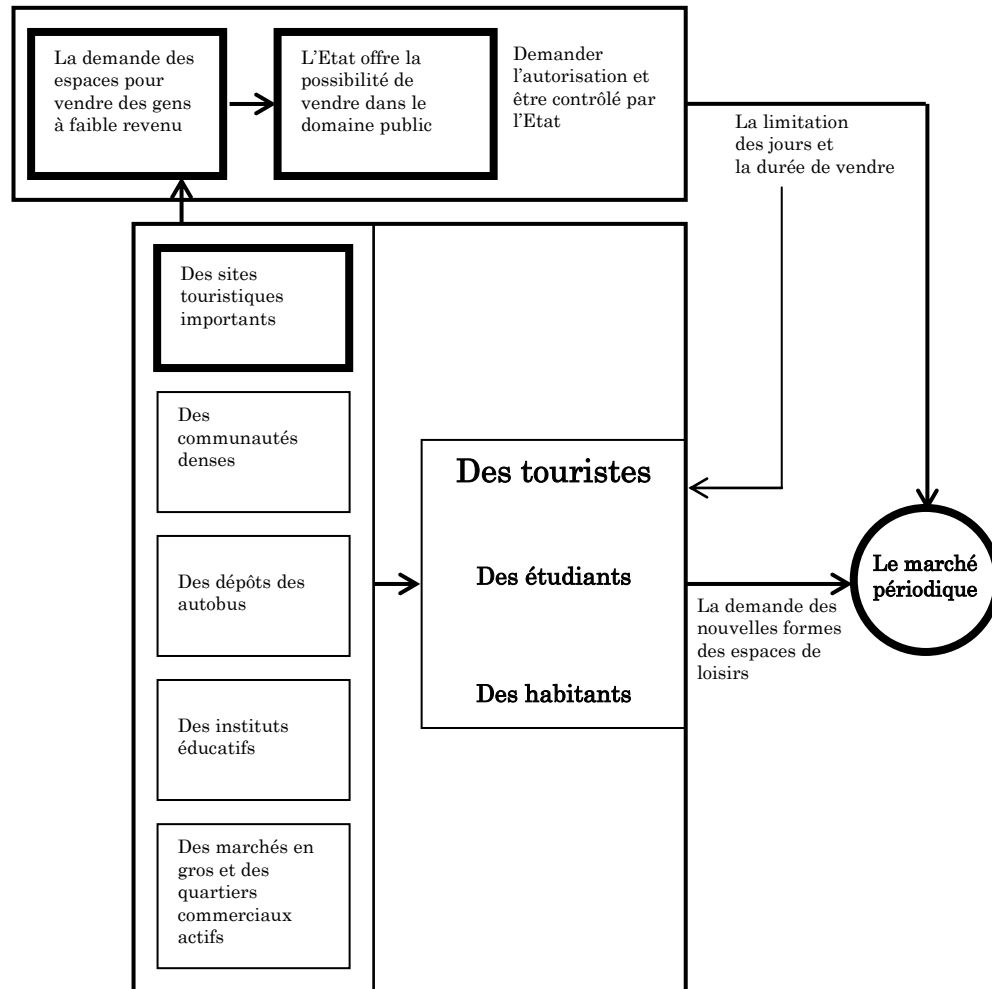 La demande des
espaces pour
vendre des gens
à faible revenu
L'Etat offre la
possibilité de
vendre dans le
domaine public
Demander
l'autorisation et
être contrôlé par
l'Etat
La limitation
des jours et
la durée de vendre
Des sites
touristiques
importants
Des
communautés
denses
Des dépôts des
autobus
Des instituts
éducatifs
Des marchés en
gros et des
quartiers
commerciaux
actifs
Des touristes
Des étudiants
Des habitants
La demande des
nouvelles formes
des espaces de
loisirs
Le marché
périodique